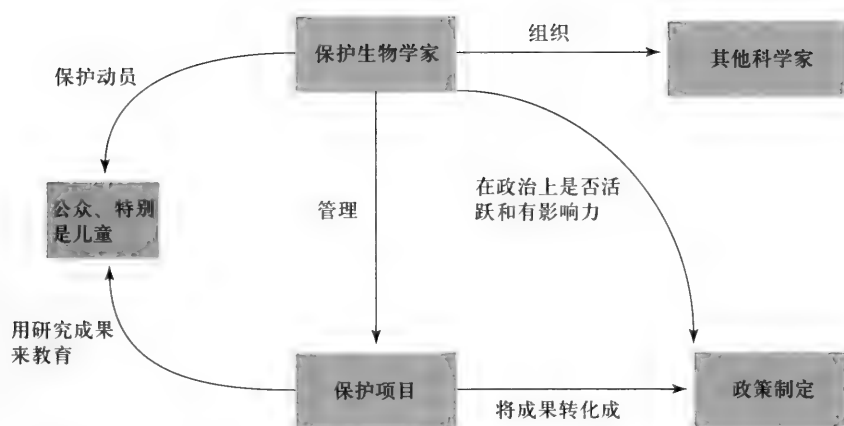 组织
保护生物学家
其他科学家
保护动员
公众、特别
是儿童
管理
在政治上是否活
跃和有影响力
用研究成果
来教育
保护项目
政策制定
将成果转化成